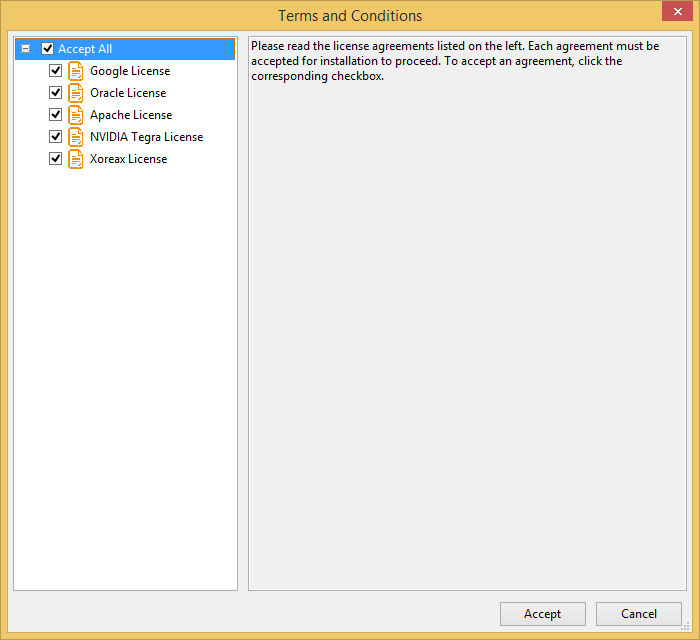 Terms and Conditions
Accept All
Google License
Oracle License
Apache License
NVIDIA Tegra License
Xoreax License
Please read the license agreements listed on the left. Each agreement must be
accepted for installation to proceed. To accept an agreement, click the
corresponding checkbox.
Accept
Cancel